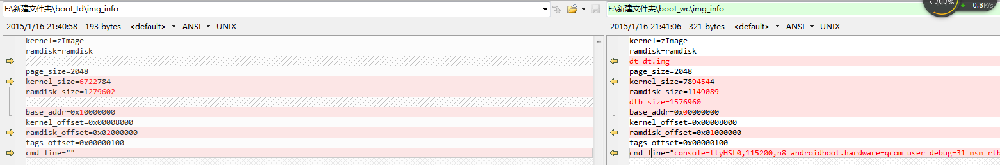 F:\新建文件夹\boot_td\img_info
2015/1/16 21:40:58 193 bytes <default> ANSI UNIX
kernel=zImage
ramdisk=ramdisk
page_size=2048
kernel_size=6722784
ramdisk_size=1279602
base_addr=0x10000000
kernel_offset=0x00008000
ramdisk_offset=0x02000000
tags_offset=0x00000100
cmd_line=""
F:\新建文件夹\boot_wc\img_info
0.8K/s
2015/1/16 21:41:06 321 bytes <default> ANSI UNIX
kernel=zImage
ramdisk=ramdisk
dt=dt.img
page_size=2048
kernel_size=7894544
ramdisk_size=1149089
dtb_size=1576960
base_addr=0x00000000
kernel_offset=0x00008000
ramdisk_offset=0x01000000
tags_offset=0x00000100
cmd_line="console=ttyHSL0,115200,n8 androidboot.hardware=qcom user_debug=31 msm_rtb